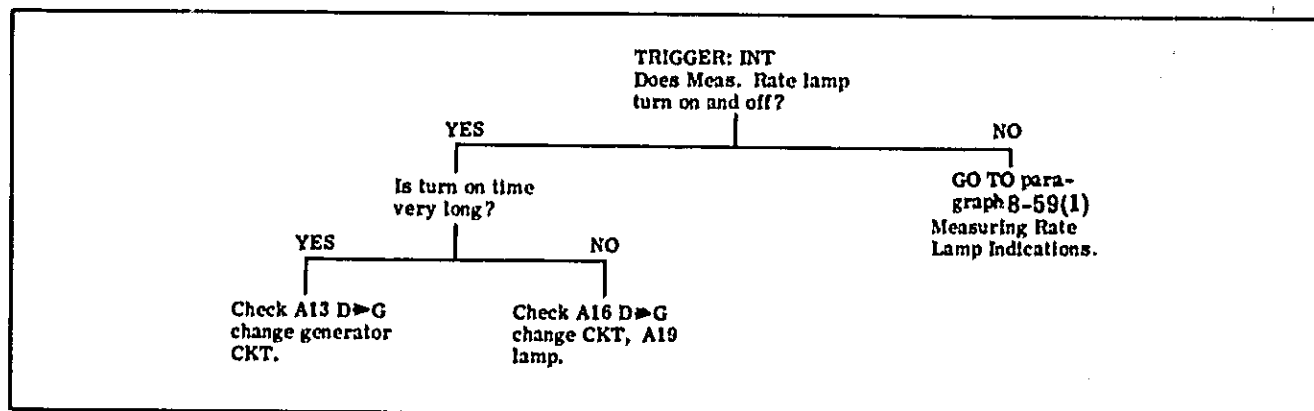 TRIGGER: INT
Does Meas. Rate lamp
turn on and off?
YES
NO
Is turn on time
very long?
GO TO para-
graph 8-59(1)
Measuring Rate
Lamp Indications.
YES
NO
Check A13 D►G
change generator
CKT.
Check A16 D►G
change CKT, A19
lamp.